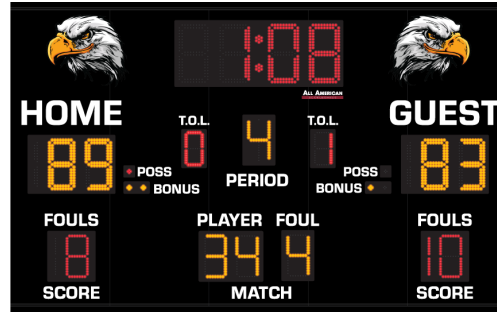 1:08
ALL AMERICAN
HOME
GUEST
T.O.L. T.O.L.
89 0 4 1 83
POSS POSS
PERIOD
BONUS BONUS
FOULS PLAYER FOUL FOULS
8 34 4 10
SCORE MATCH SCORE